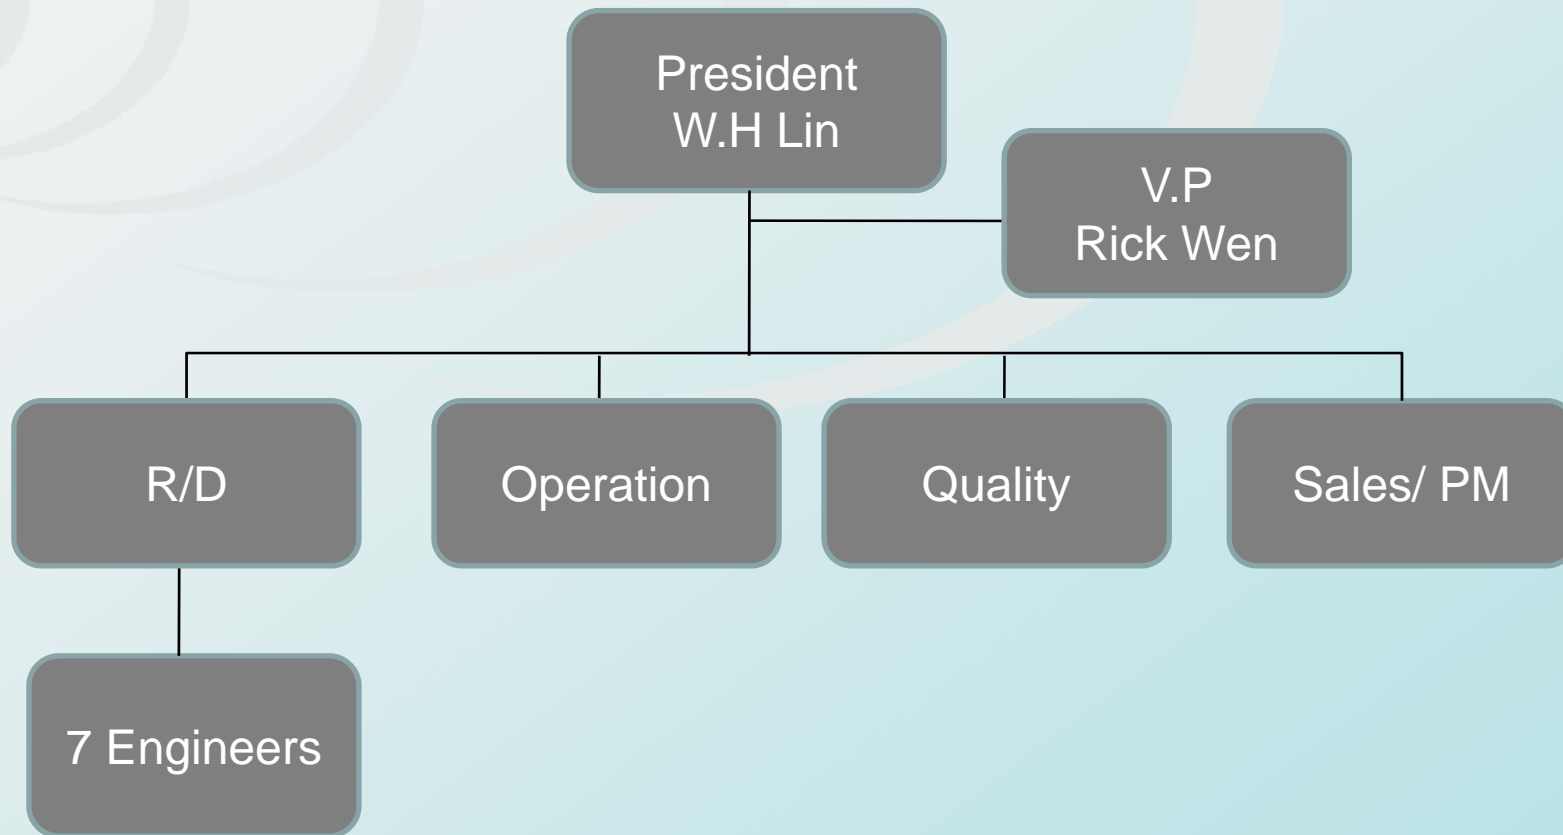 President
W.H Lin
V.P
Rick Wen
R/D
Operation
Quality
Sales/ PM
7 Engineers